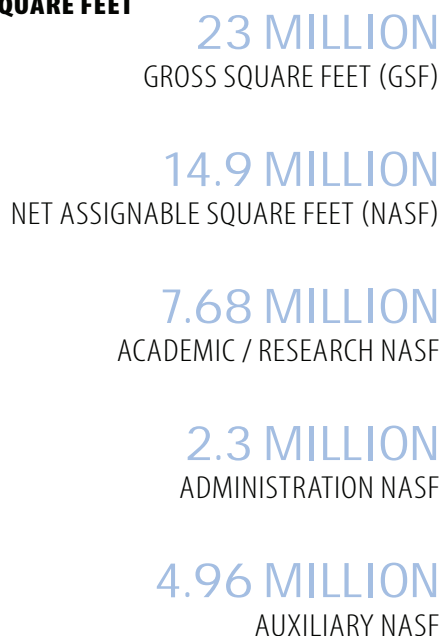 SQUARE FEET
23 MILLION
GROSS SQUARE FEET (GSF)
14.9 MILLION
NET ASSIGNABLE SQUARE FEET (NASF)
7.68 MILLION
ACADEMIC / RESEARCH NASF
2.3 MILLION
ADMINISTRATION NASF
4.96 MILLION
AUXILIARY NASF